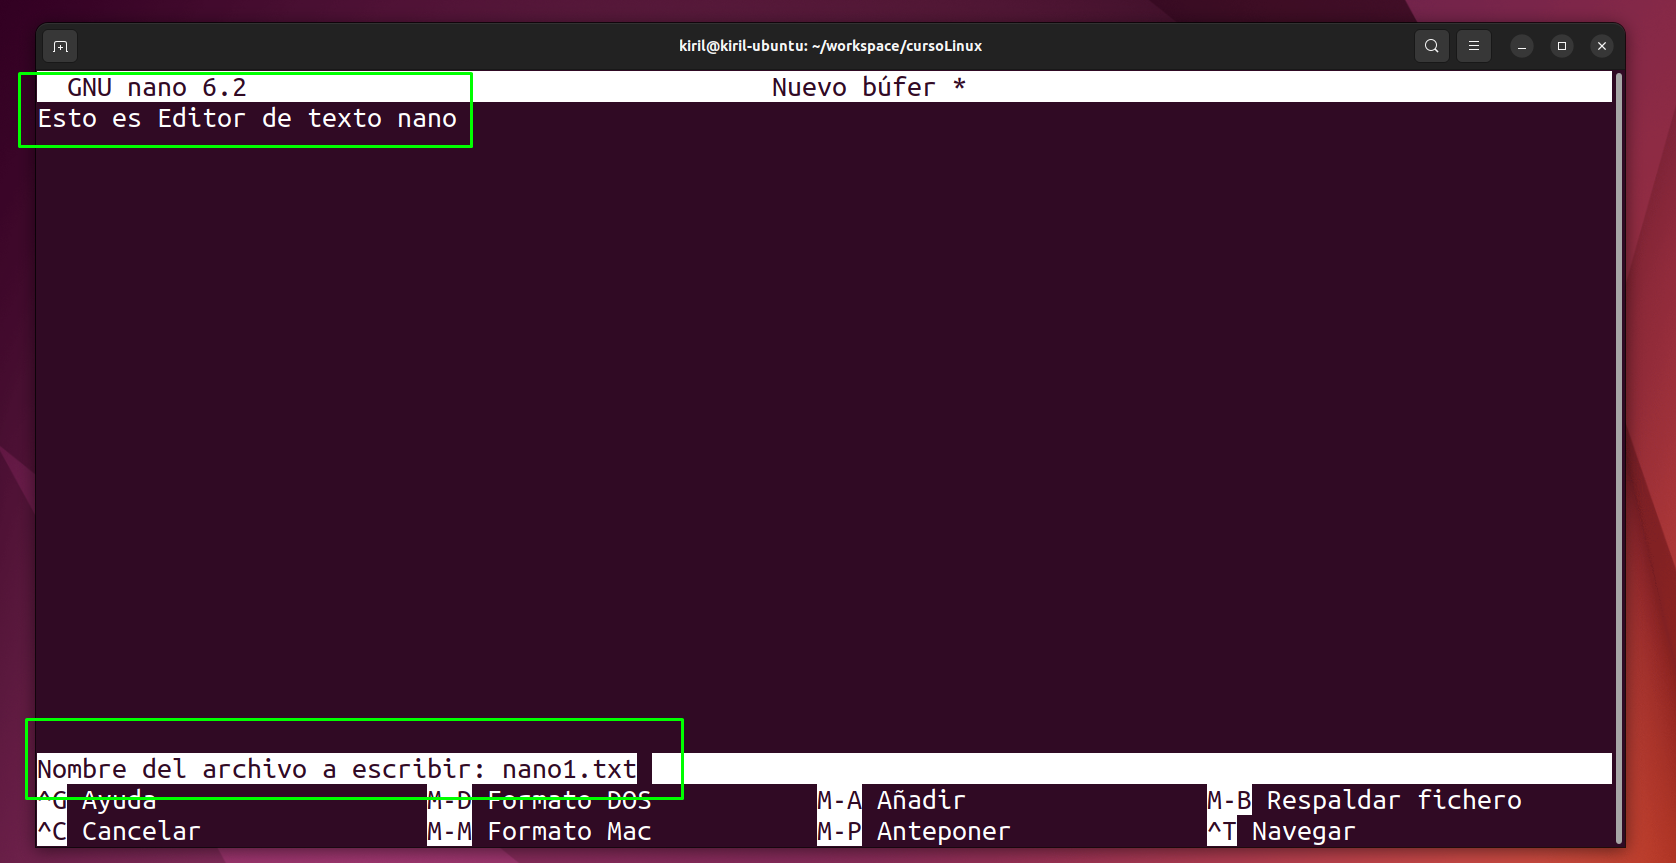 kiril@kiril-ubuntu: ~/workspace/cursoLinux
GNU nano 6.2 Nuevo búfer *
Esto es Editor de texto nano
Nombre del archivo a escribir: nano1.txt
^G Ayuda M-D Formato DOS M-A Añadir M-B Respaldar fichero
^C Cancelar M-M Formato Mac M-P Anteponer ^T Navegar